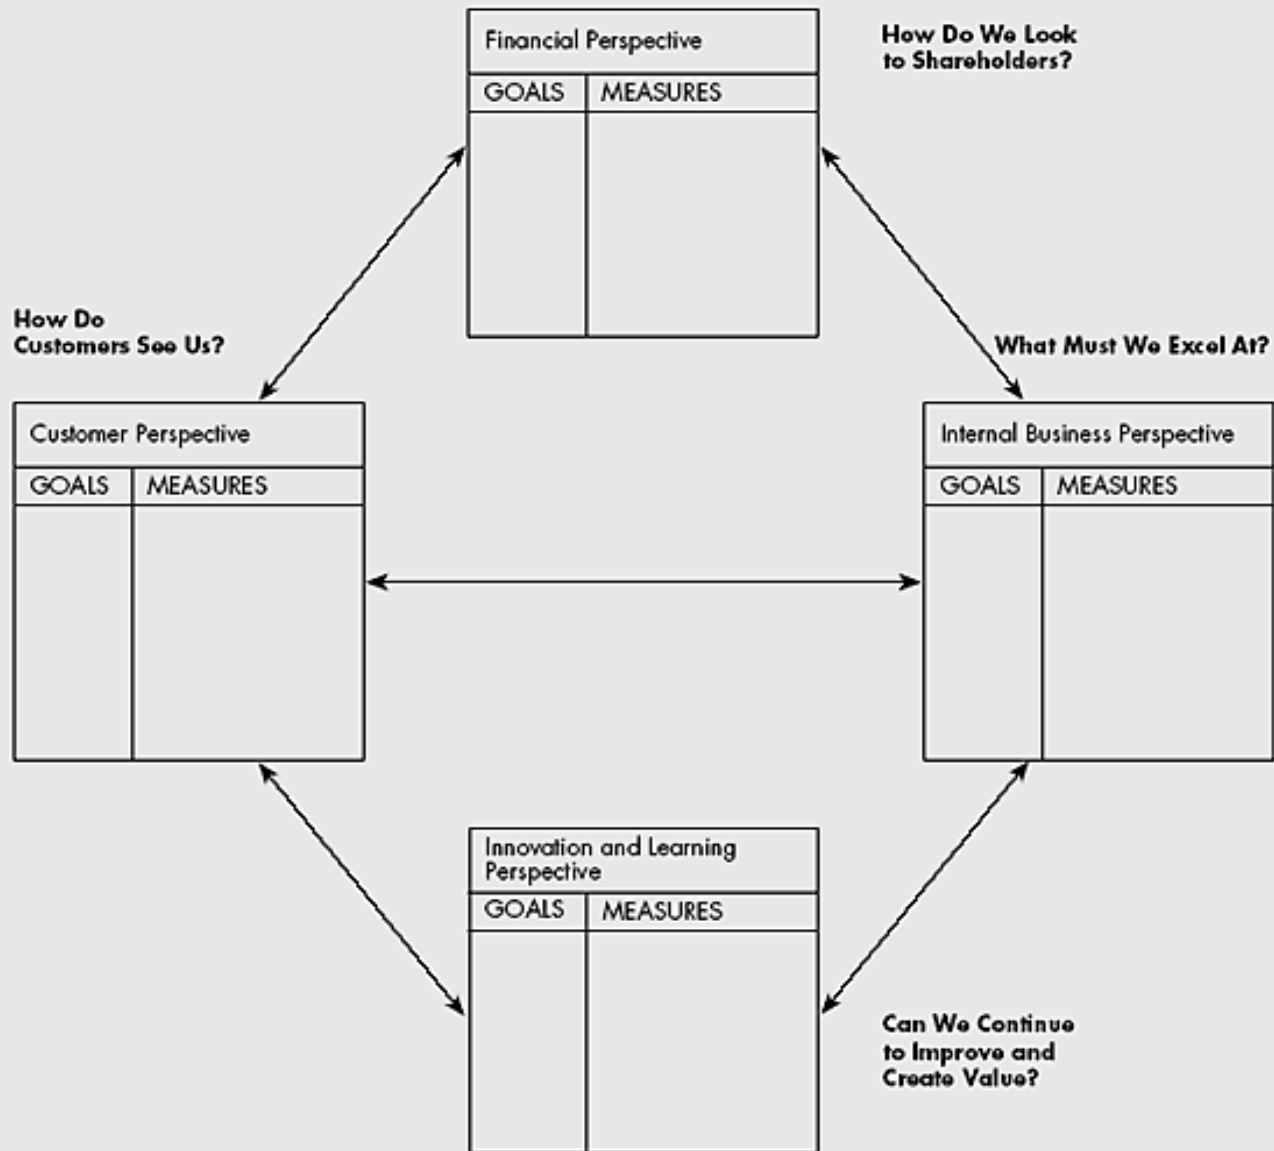 Financial Perspective
How Do We Look
to Shareholders?
GOALS MEASURES
How Do
Customers See Us?
What Must We Excel At?
Customer Perspective
GOALS MEASURES
Internal Business Perspective
GOALS MEASURES
Innovation and Learning
Perspective
GOALS MEASURES
Can We Continue
to Improve and
Create Value?